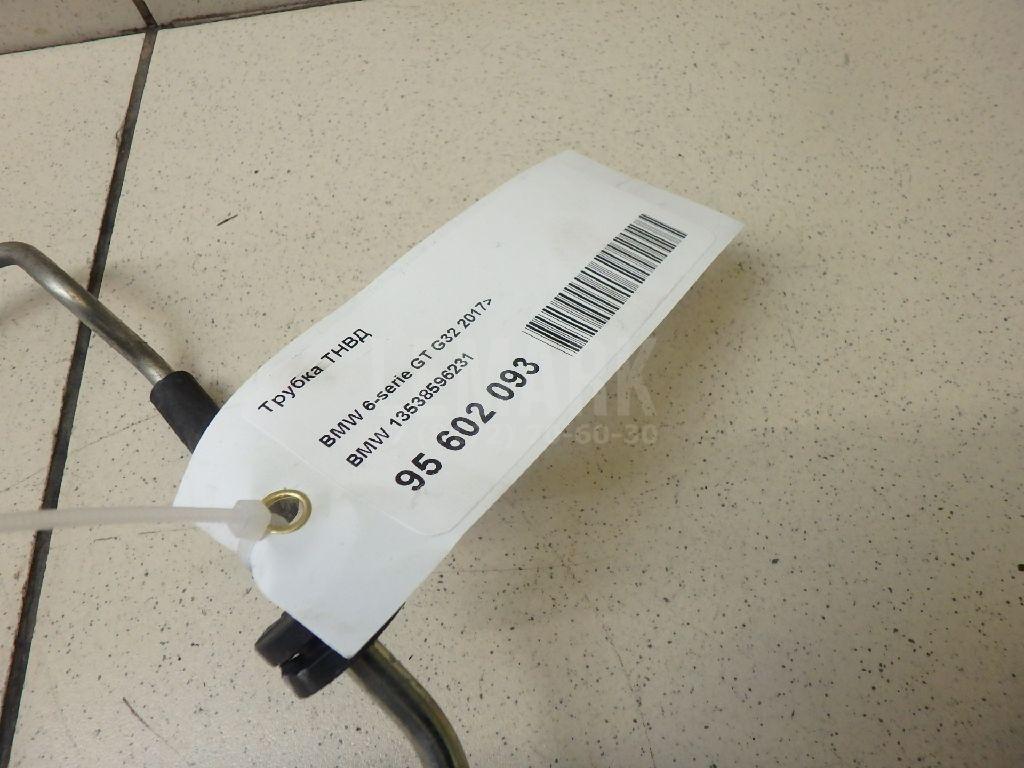 Трубка ТНВД
BMW 6-serie GT G32 2017>
BMW 13538596231
95 602 093